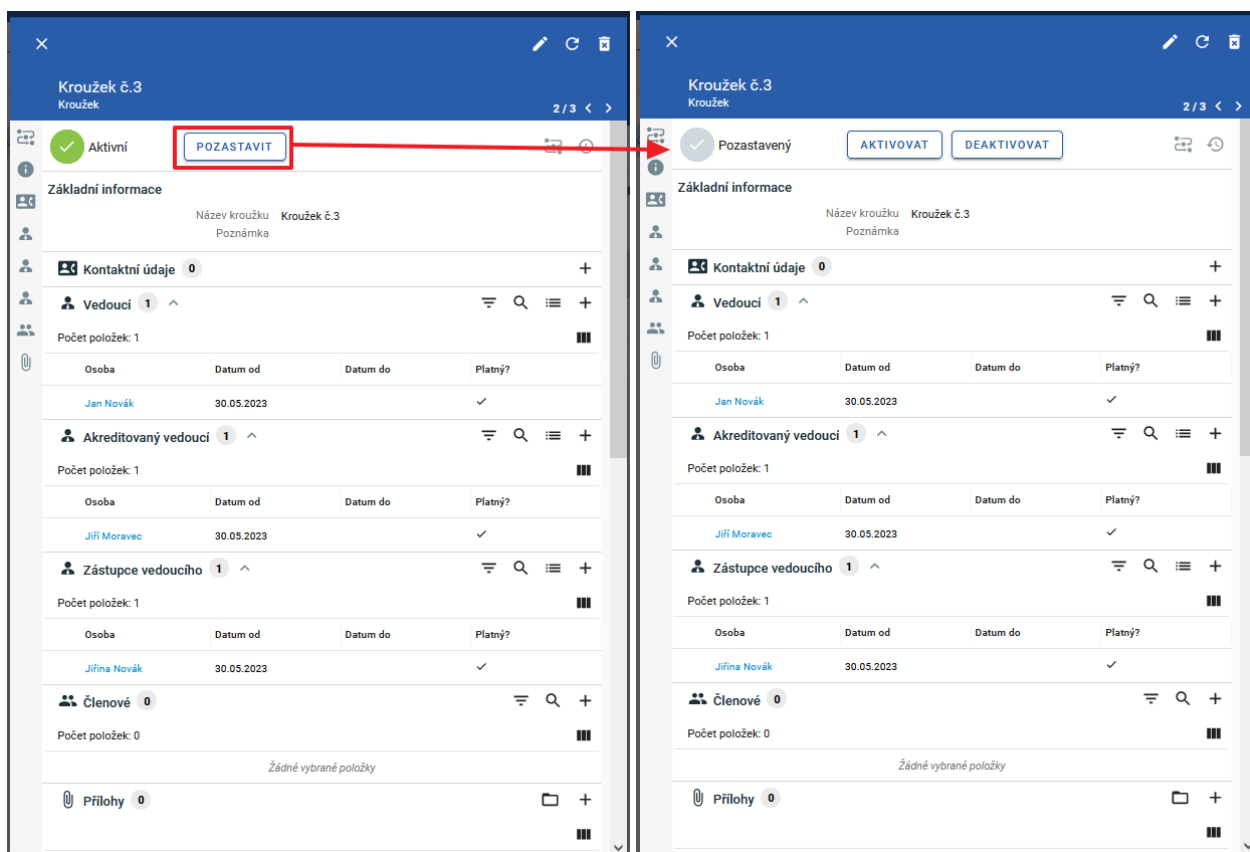 Kroužek č.3
Kroužek
2/3
Aktivní POZASTAVIT
Základní informace
Název kroužku Kroužek č.3
Poznámka
Kontaktní údaje 0
Vedoucí 1
Počet položek: 1
Osoba Datum od Datum do Platný?
Jan Novák 30.05.2023
Akreditovaný vedoucí 1
Počet položek: 1
Osoba Datum od Datum do Platný?
Jiří Moravec 30.05.2023
Zástupce vedoucího 1
Počet položek: 1
Osoba Datum od Datum do Platný?
Jiřina Novák 30.05.2023
Členové 0
Počet položek: 0
Žádné vybrané položky
Přílohy 0
Kroužek č.3
Kroužek
2/3
Pozastavený AKTIVOVAT DEAKTIVOVAT
Základní informace
Název kroužku Kroužek č.3
Poznámka
Kontaktní údaje 0
Vedoucí 1
Počet položek: 1
Osoba Datum od Datum do Platný?
Jan Novák 30.05.2023
Akreditovaný vedoucí 1
Počet položek: 1
Osoba Datum od Datum do Platný?
Jiří Moravec 30.05.2023
Zástupce vedoucího 1
Počet položek: 1
Osoba Datum od Datum do Platný?
Jiřina Novák 30.05.2023
Členové 0
Počet položek: 0
Žádné vybrané položky
Přílohy 0